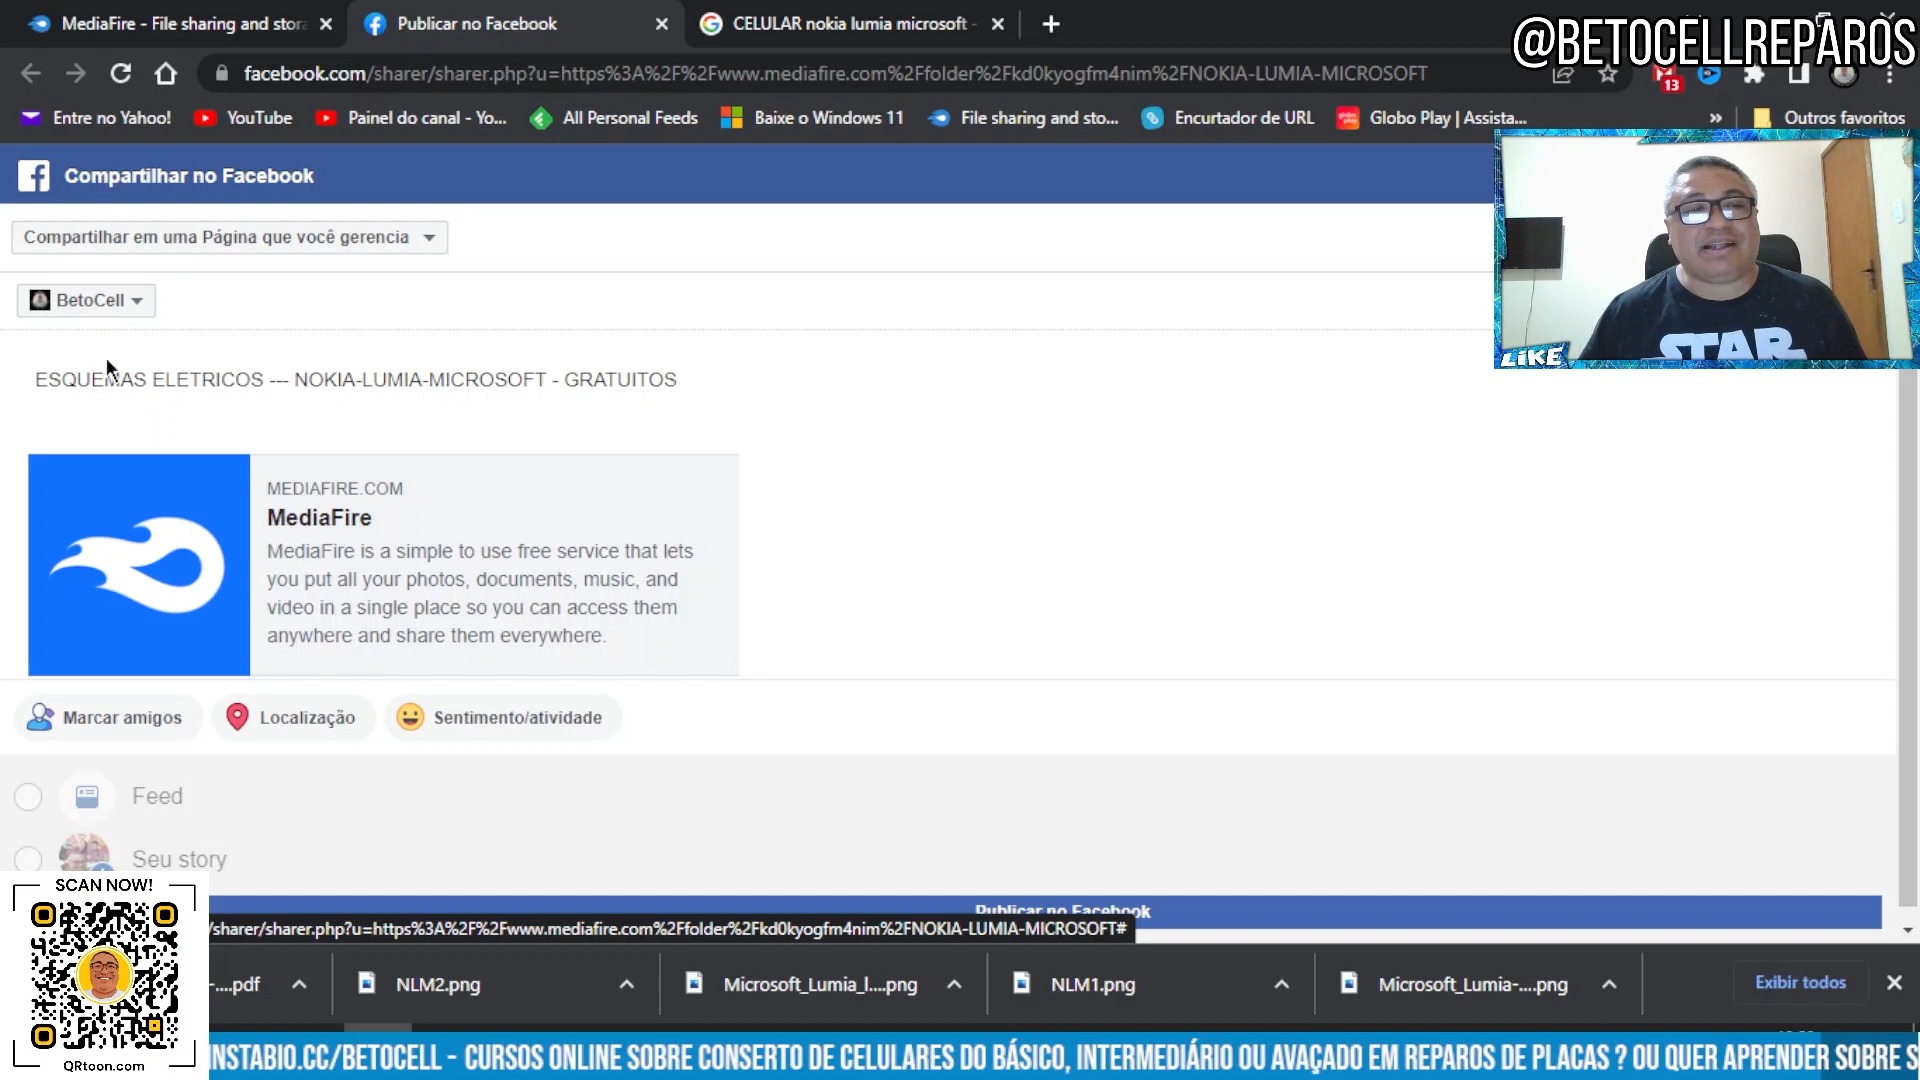 MediaFire - File sharing and stor
Publicar no Facebook
CELULAR nokia lumia microsoft -
@BETOCELLREPAROS
facebook.com/sharer/sharer.php?u=https%3A%2F%2Fwww.mediafire.com%2Ffolder%2Fkd0kyogfm4nim%2FNOKIA-LUMIA-MICROSOFT
13
Entre no Yahoo!
YouTube
Painel do canal - Yo...
All Personal Feeds
Baixe o Windows 11
File sharing and sto...
Encurtador de URL
Globo Play | Assista...
»
Outros favoritos
Compartilhar no Facebook
Compartilhar em uma Página que você gerencia
BetoCell
STAR
LIKE
ESQUEMAS ELETRICOS --- NOKIA-LUMIA-MICROSOFT - GRATUITOS
MEDIAFIRE.COM
MediaFire
MediaFire is a simple to use free service that lets
you put all your photos, documents, music, and
video in a single place so you can access them
anywhere and share them everywhere.
Marcar amigos
Localização
Sentimento/atividade
Feed
Seu story
Publicar no Facebook
/sharer/sharer.php?u=https%3A%2F%2Fwww.mediafire.com%2Ffolder%2Fkd0kyogfm4nim%2FNOKIA-LUMIA-MICROSOFT#
SCAN NOW!
QRtoon.com
-....pdf
NLM2.png
Microsoft_Lumia_l....png
NLM1.png
Microsoft_Lumia-....png
Exibir todos
INSTABIO.CC/BETOCELL - CURSOS ONLINE SOBRE CONSERTO DE CELULARES DO BÁSICO, INTERMEDIÁRIO OU AVAÇADO EM REPAROS DE PLACAS ? OU QUER APRENDER SOBRE S